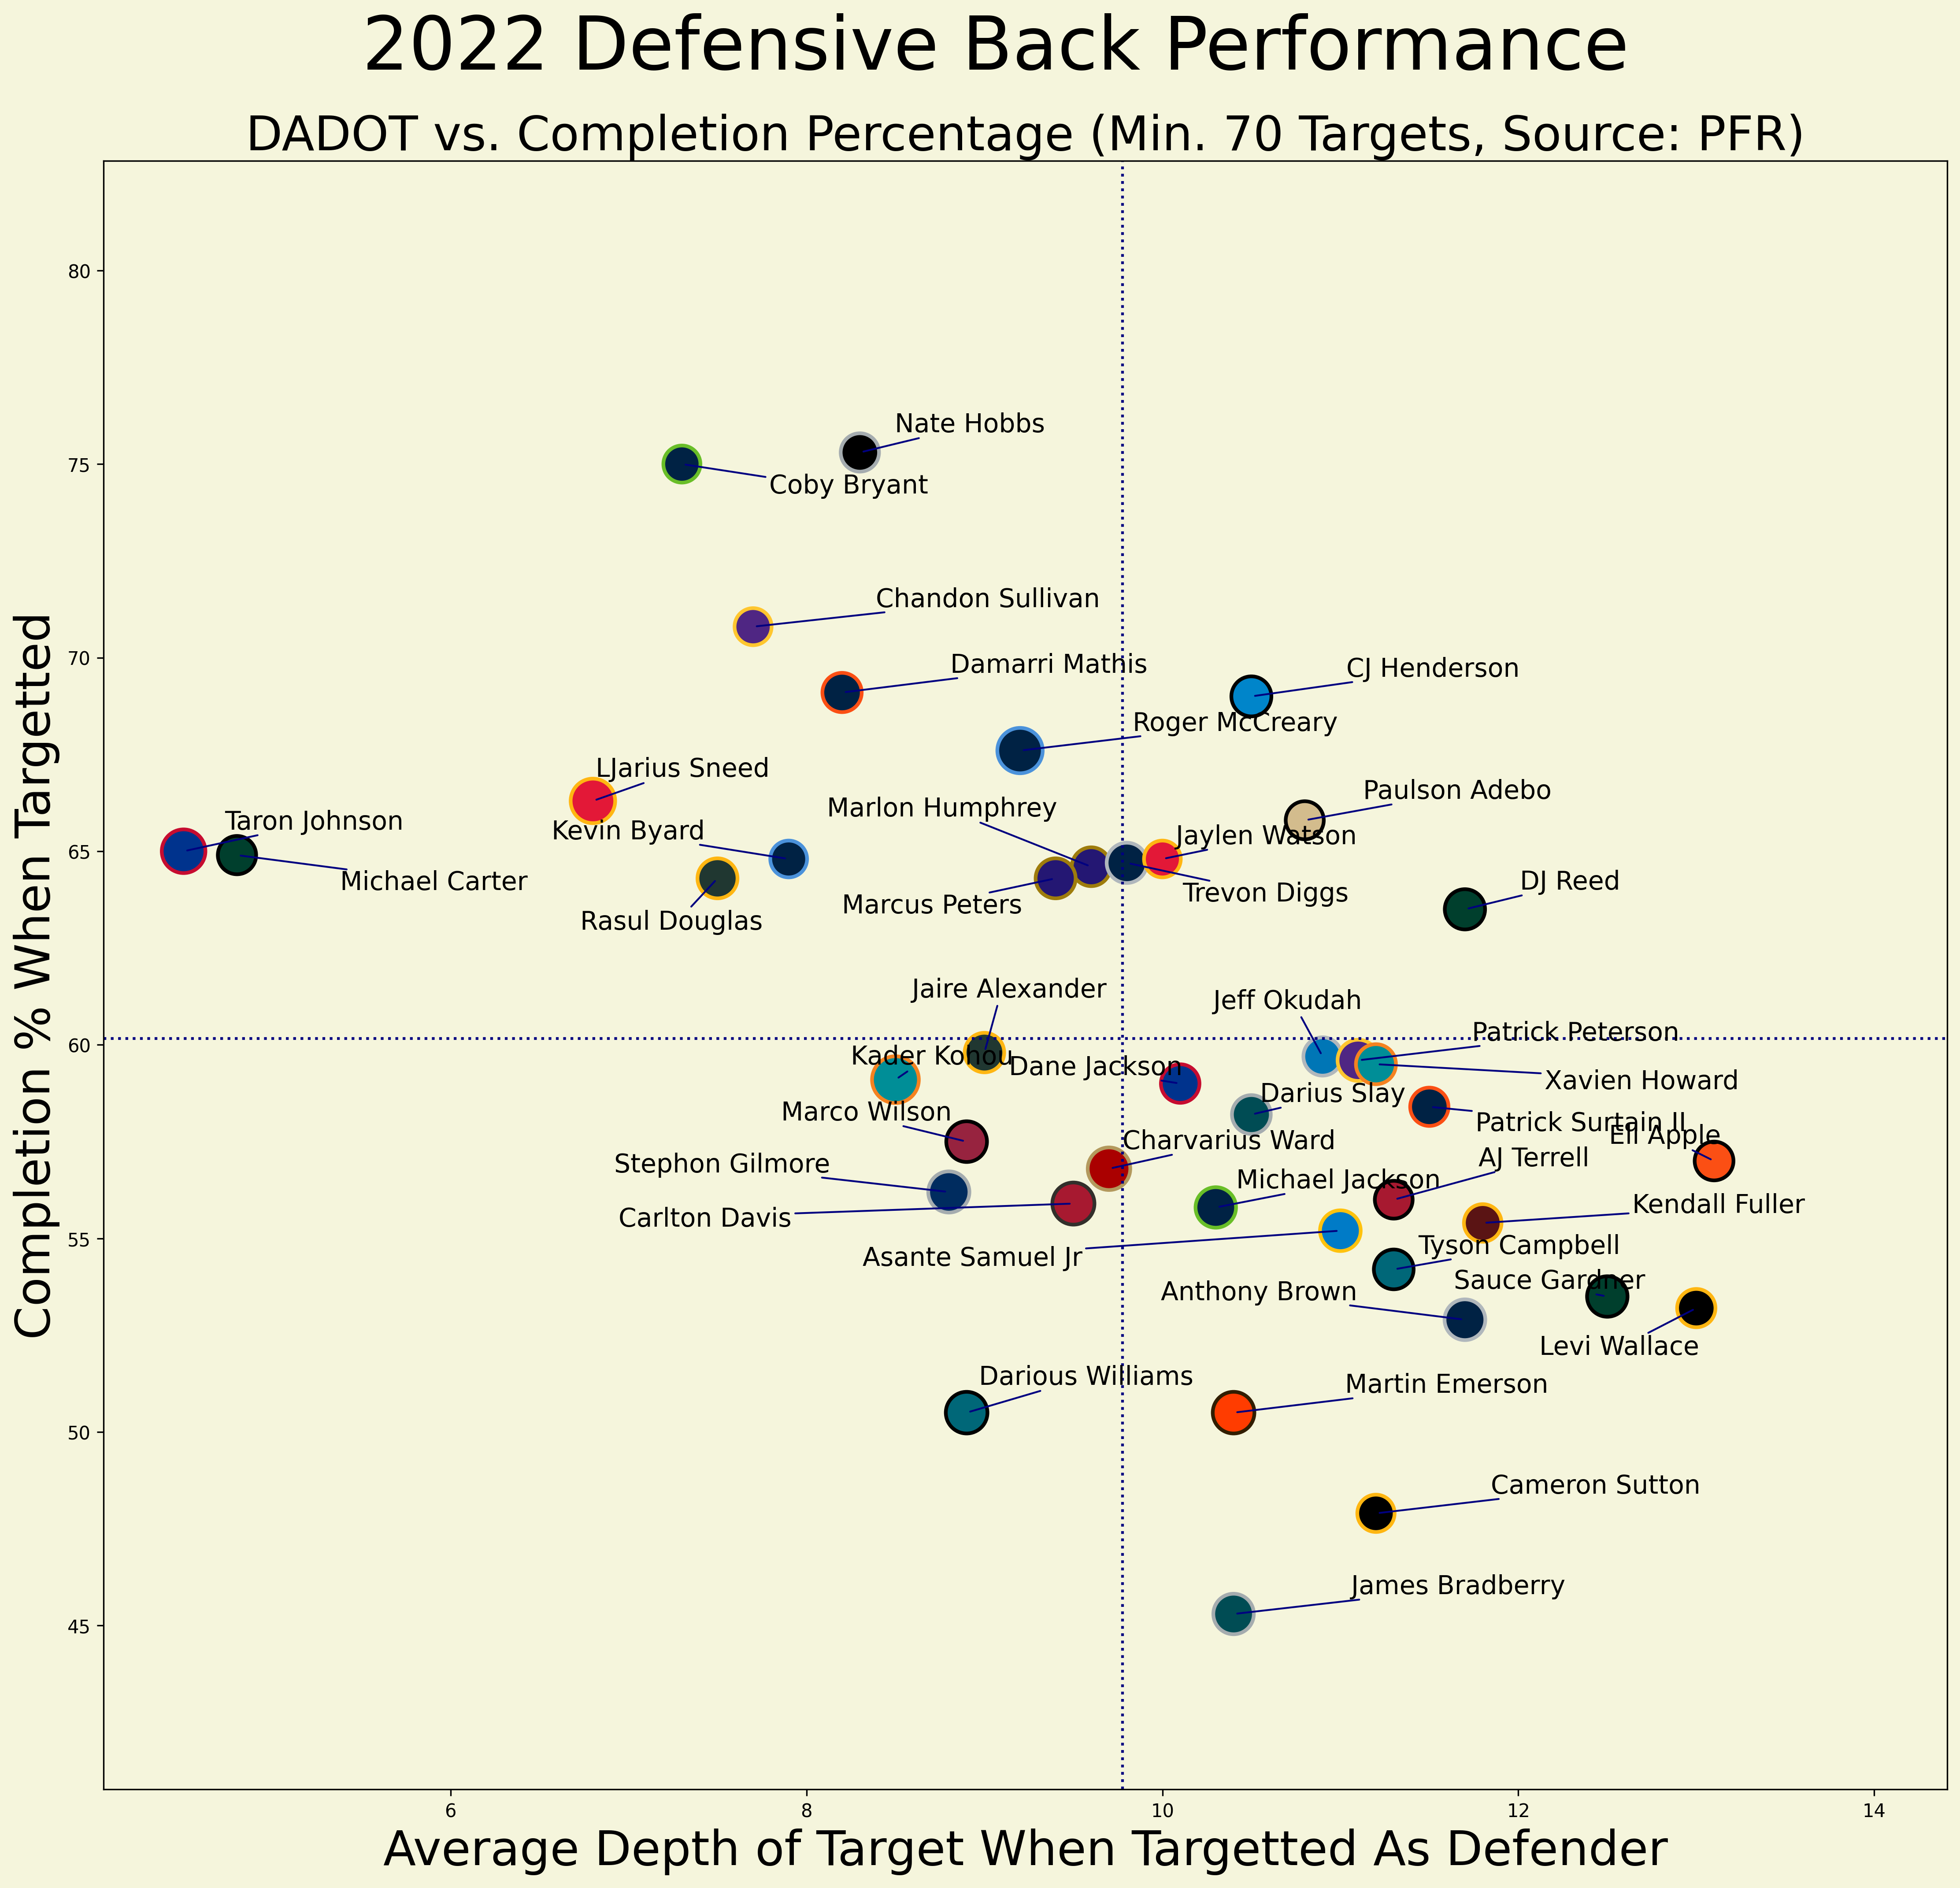 2022 Defensive Back Performance
DADOT vs. Completion Percentage (Min. 70 Targets, Source: PFR)
Completion % When Targetted
80
75
70
65
60
55
50
45
Nate Hobbs
Coby Bryant
Chandon Sullivan
Damarri Mathis
CJ Henderson
Roger McCreary
LJarius Sneed
Paulson Adebo
Marlon Humphrey
Taron Johnson
Kevin Byard
Jaylen Watson
Michael Carter
DJ Reed
Trevon Diggs
Marcus Peters
Rasul Douglas
Jaire Alexander
Jeff Okudah
Patrick Peterson
Kader Kohou
Dane Jackson
Xavien Howard
Darius Slay
Marco Wilson
Patrick Surtain II
Eli Apple
Charvarius Ward
AJ Terrell
Stephon Gilmore
Michael Jackson
Kendall Fuller
Carlton Davis
Tyson Campbell
Asante Samuel Jr
Sauce Gardner
Anthony Brown
Levi Wallace
Darious Williams
Martin Emerson
Cameron Sutton
James Bradberry
6
8
10
12
14
Average Depth of Target When Targetted As Defender